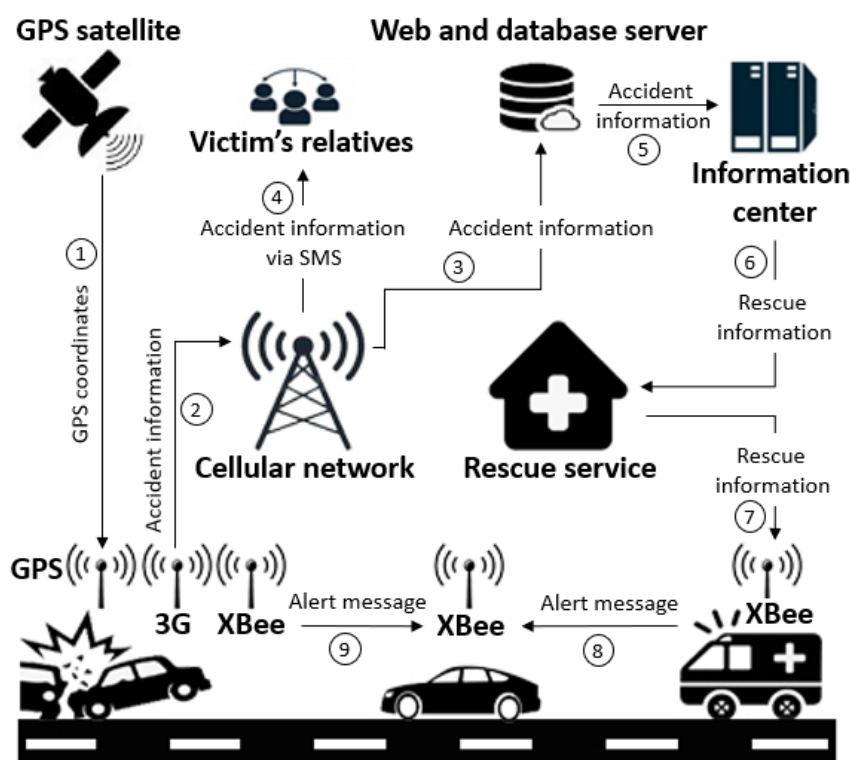 GPS satellite
Web and database server
Victim's relatives
Accident
information
5
Information
center
4
Accident information
via SMS
Accident information
3
1
GPS coordinates
Accident information
2
6
Rescue
information
Cellular network
Rescue service
Rescue
information
7
GPS
3G
XBee
Alert message
9
XBee
Alert message
8
XBee